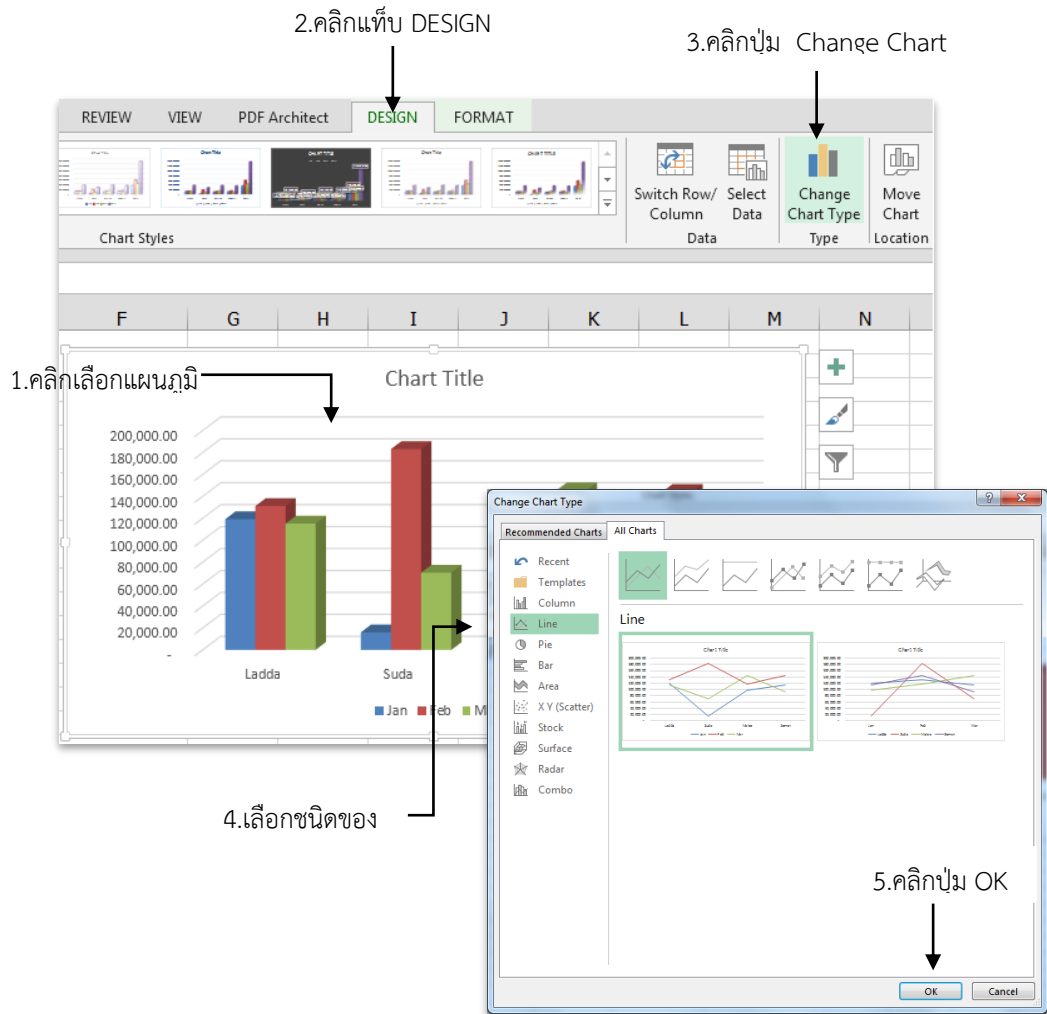 2.คลิกแท็บ DESIGN
3.คลิกปุ่ม Change Chart
REVIEW VIEW PDF Architect DESIGN FORMAT
Switch Row/ Column
Select Data
Change Chart Type
Move Chart
Chart Styles
Data
Type
Location
F G H I J K L M N
1.คลิกเลือกแผนภูมิ
Chart Title
200,000.00
180,000.00
160,000.00
140,000.00
120,000.00
100,000.00
80,000.00
60,000.00
40,000.00
20,000.00
-
Ladda Suda
Jan Feb M
Change Chart Type
Recommended Charts All Charts
Recent
Templates
Column
Line
Pie
Bar
Area
X Y (Scatter)
Stock
Surface
Radar
Combo
Line
Chart Title
Chart Title
4.เลือกชนิดของ
5.คลิกปุ่ม OK
OK Cancel